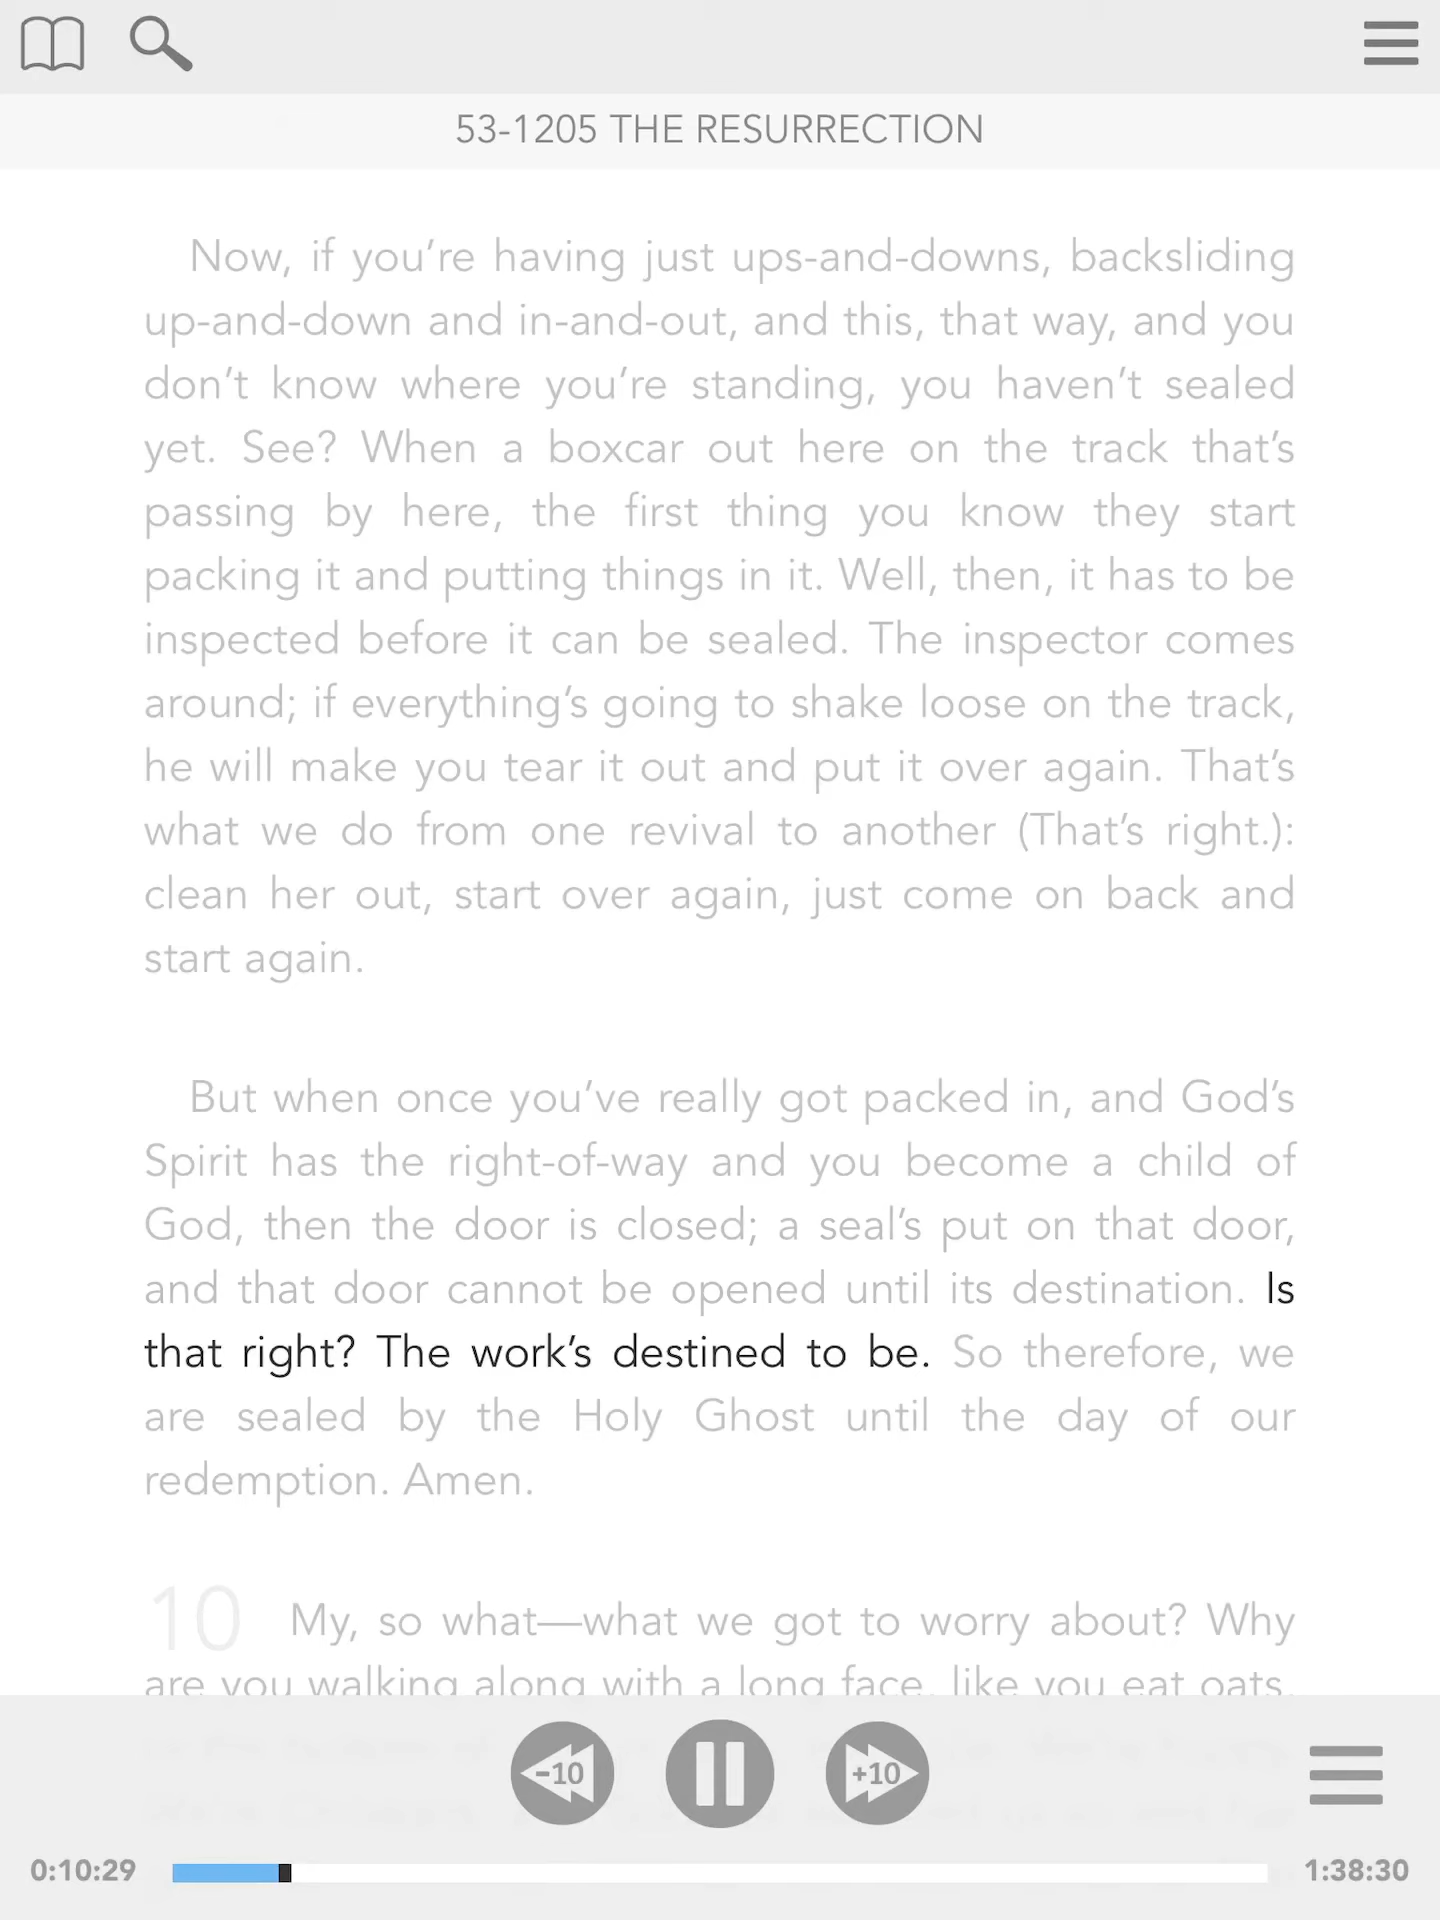 53-1205 THE RESURRECTION
Now, if you’re having just ups-and-downs, backsliding
up-and-down and in-and-out, and this, that way, and you
don’t know where you’re standing, you haven’t sealed
yet. See? When a boxcar out here on the track that’s
passing by here, the first thing you know they start
packing it and putting things in it. Well, then, it has to be
inspected before it can be sealed. The inspector comes
around; if everything’s going to shake loose on the track,
he will make you tear it out and put it over again. That’s
what we do from one revival to another (That’s right.):
clean her out, start over again, just come on back and
start again.
But when once you’ve really got packed in, and God’s
Spirit has the right-of-way and you become a child of
God, then the door is closed; a seal’s put on that door,
and that door cannot be opened until its destination. Is
that right? The work’s destined to be. So therefore, we
are sealed by the Holy Ghost until the day of our
redemption. Amen.
10 My, so what—what we got to worry about? Why
are you walking along with a long face, like you eat oats,
-10 +10
0:10:29 1:38:30